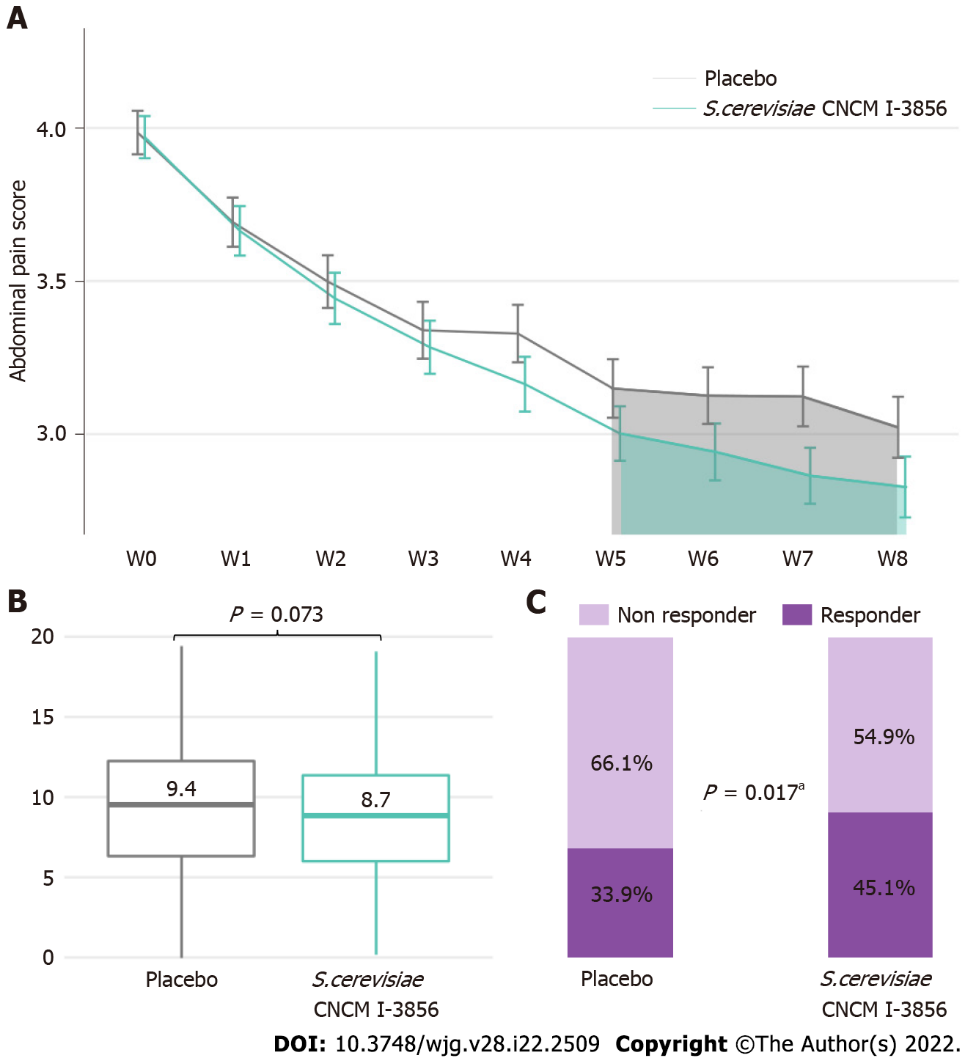 A
Placebo
S.cerevisiae CNCM I-3856
Abdominal pain score
4.0
3.5
3.0
W0 W1 W2 W3 W4 W5 W6 W7 W8
B
P = 0.073
20
15
10
5
0
9.4
8.7
Placebo
S.cerevisiae
CNCM I-3856
C
Non responder Responder
66.1%
54.9%
P = 0.017ᵃ
33.9%
45.1%
Placebo
S.cerevisiae
CNCM I-3856
DOI: 10.3748/wjg.v28.i22.2509 Copyright ©The Author(s) 2022.